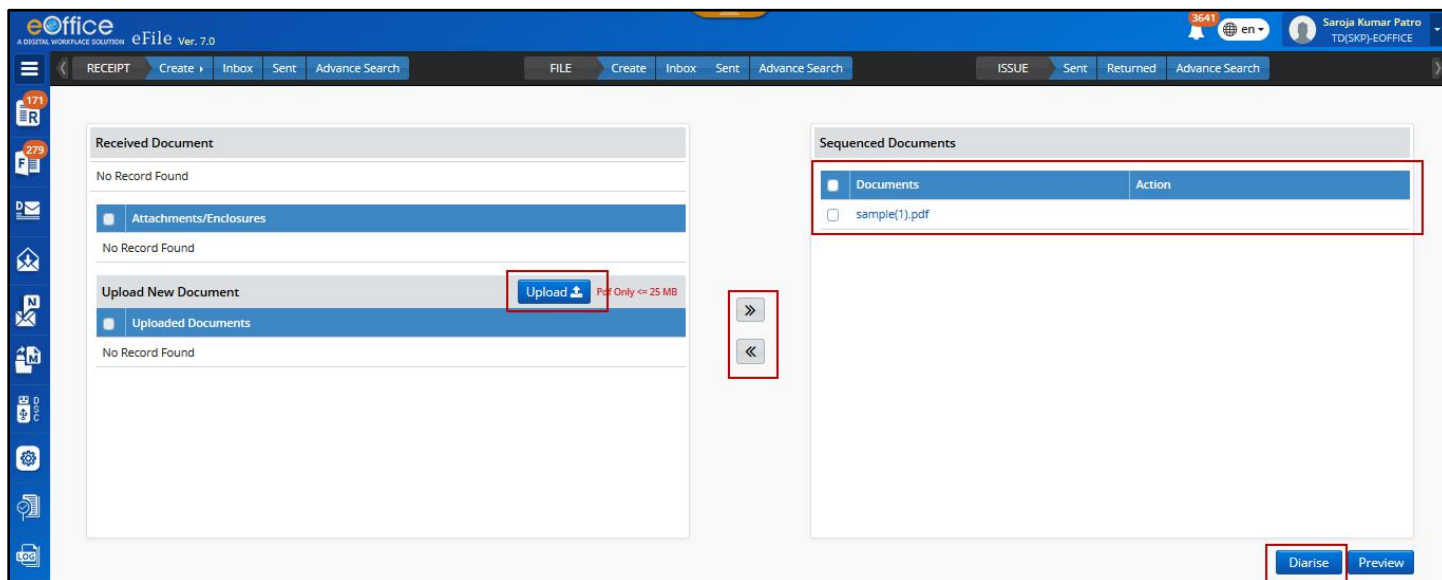 eOffice
A DIGITAL WORKPLACE SOLUTION eFile Ver. 7.0
3641
en
Saroja Kumar Patro
TD(SKP)-EOFFICE
RECEIPT Create Inbox Sent Advance Search FILE Create Inbox Sent Advance Search ISSUE Sent Returned Advance Search
171
R
279
F
D
N
M
DSC
LOG
Received Document
No Record Found
Attachments/Enclosures
No Record Found
Upload New Document Upload Pdf Only <= 25 MB
Uploaded Documents
No Record Found
Sequenced Documents
Documents Action
sample(1).pdf
Diarise Preview